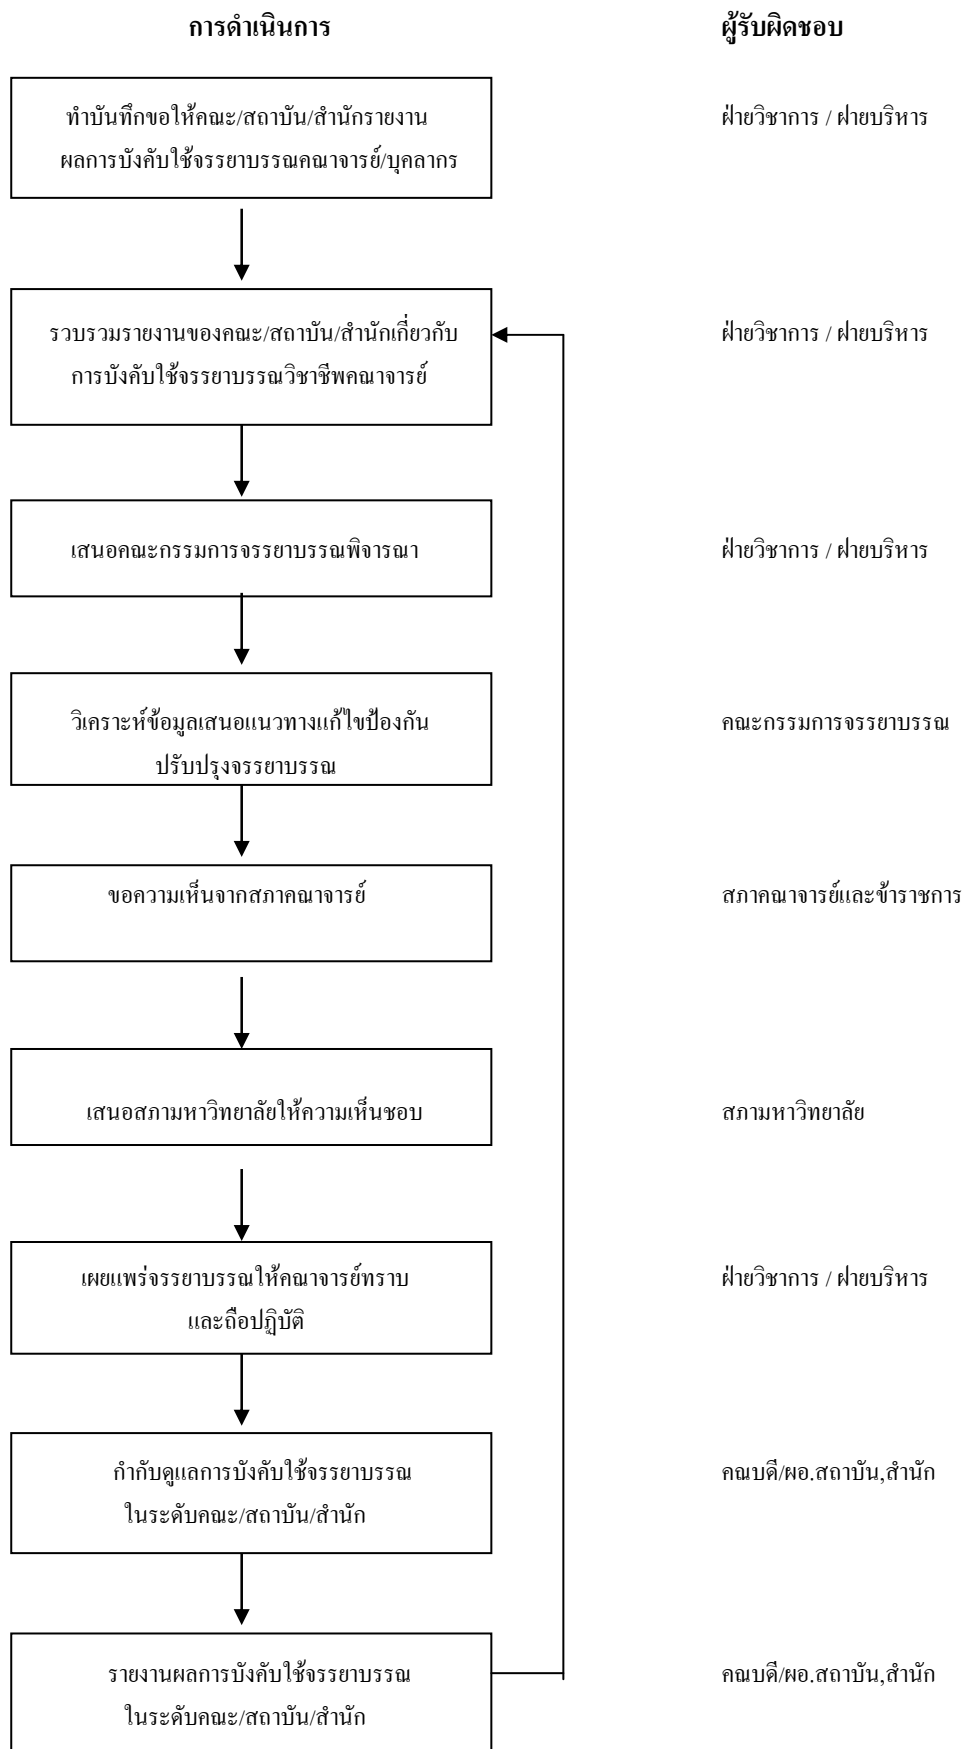 การดำเนินการ ผู้รับผิดชอบ
ทำบันทึกขอให้คณะ/สถาบัน/สำนักรายงาน ฝ่ายวิชาการ / ฝายบริหาร
ผลการบังคับใช้จรรยาบรรณคณาจารย์/บุคลากร
รวบรวมรายงานของคณะ/สถาบัน/สำนักเกี่ยวกับ ฝ่ายวิชาการ / ฝายบริหาร
การบังคับใช้จรรยาบรรณวิชาชีพคณาจารย์
เสนอคณะกรรมการจรรยาบรรณพิจารณา ฝ่ายวิชาการ / ฝายบริหาร
วิเคราะห์ข้อมูลเสนอแนวทางแก้ไขป้องกัน คณะกรรมการจรรยาบรรณ
ปรับปรุงจรรยาบรรณ
ขอความเห็นจากสภาคณาจารย์ สภาคณาจารย์และข้าราชการ
เสนอสภามหาวิทยาลัยให้ความเห็นชอบ สภามหาวิทยาลัย
เผยแพร่จรรยาบรรณให้คณาจารย์ทราบ ฝ่ายวิชาการ / ฝายบริหาร
และถือปฏิบัติ
กำกับดูแลการบังคับใช้จรรยาบรรณ คณบดี/ผอ.สถาบัน,สำนัก
ในระดับคณะ/สถาบัน/สำนัก
รายงานผลการบังคับใช้จรรยาบรรณ คณบดี/ผอ.สถาบัน,สำนัก
ในระดับคณะ/สถาบัน/สำนัก